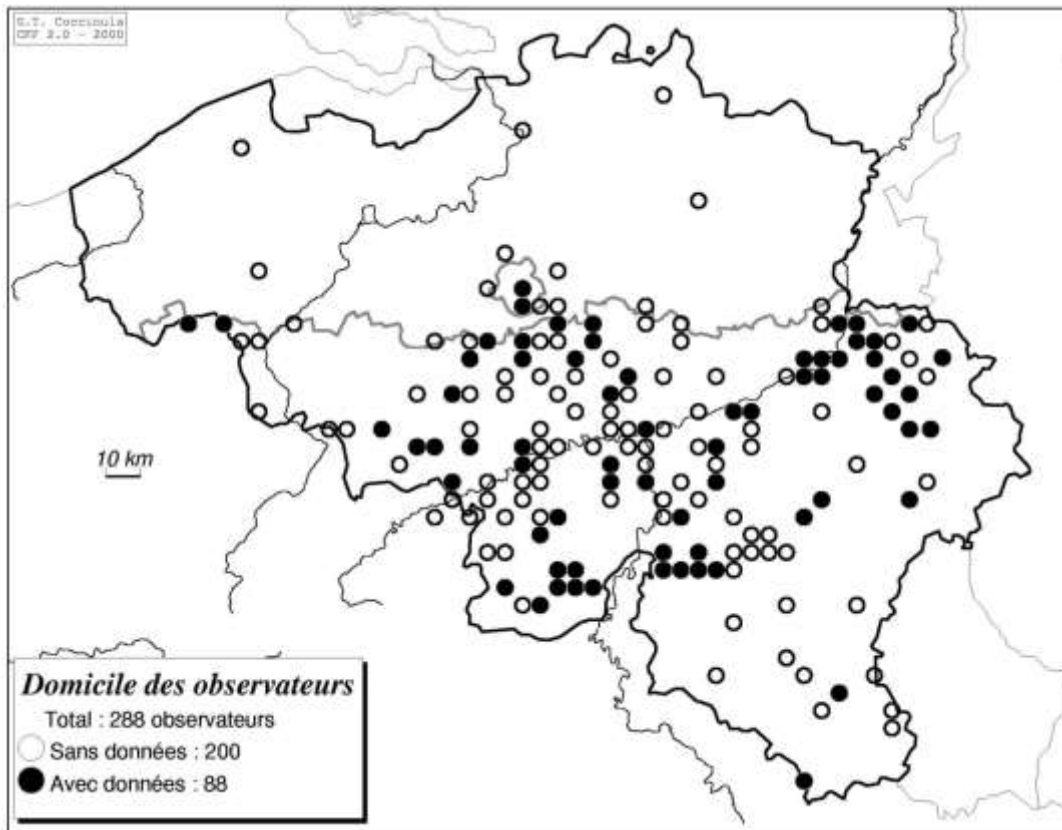 G.T. Coccinula
CFF 2.0 - 2000
10 km
Domicile des observateurs
Total : 288 observateurs
Sans données : 200
Avec données : 88